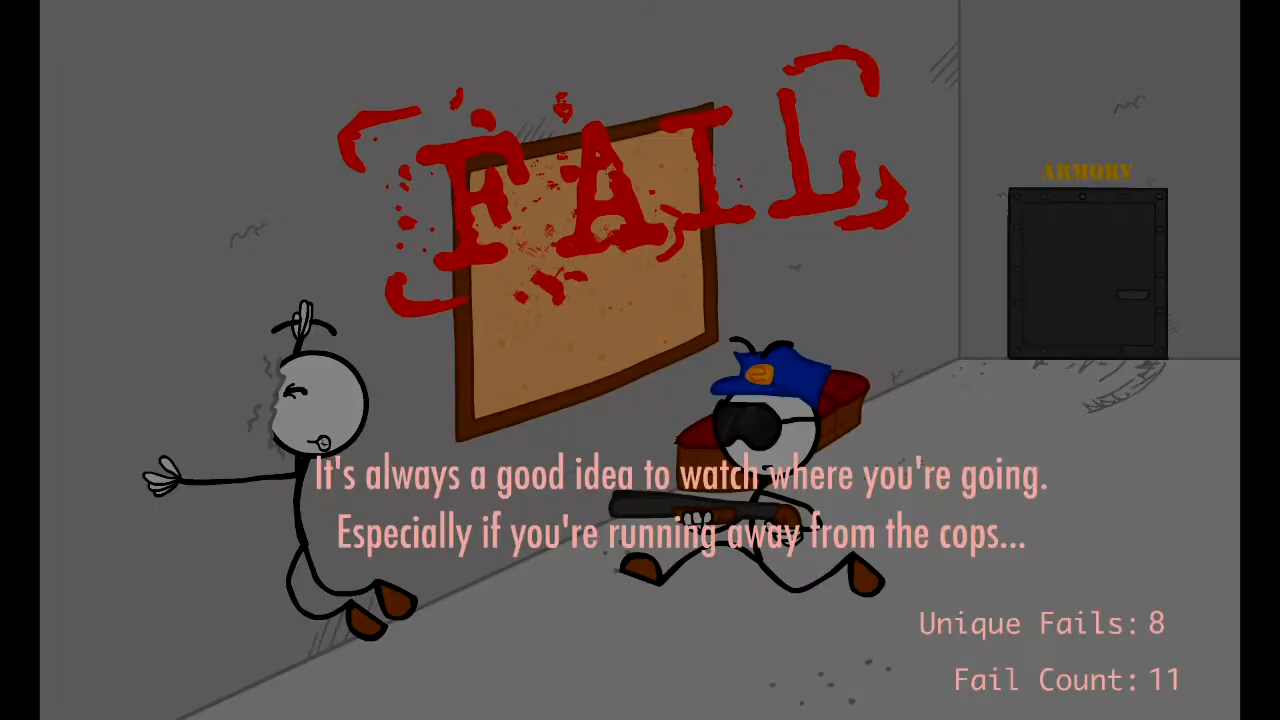 FAIL
ARMORY
It's always a good idea to watch where you're going.
Especially if you're running away from the cops...
Unique Fails: 8
Fail Count: 11